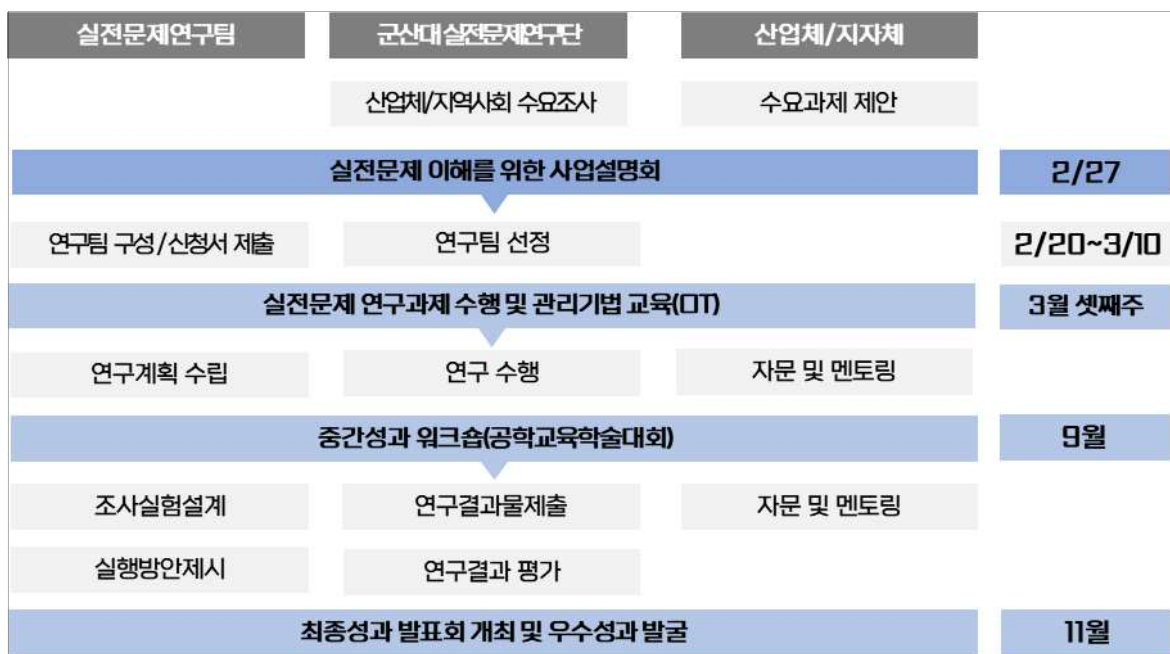 실전문제연구팀
군산대 실전문제연구단
산업체/지자체
산업체/지역사회 수요조사
수요과제 제안
실전문제 이해를 위한 사업설명회
2/27
연구팀 구성/신청서 제출
연구팀 선정
2/20~3/10
실전문제 연구과제 수행 및 관리기법 교육(OT)
3월 셋째주
연구계획 수립
연구 수행
자문 및 멘토링
중간성과 워크숍(공학교육학술대회)
9월
조사실험설계
연구결과물제출
자문 및 멘토링
실행방안제시
연구결과 평가
최종성과 발표회 개최 및 우수성과 발굴
11월